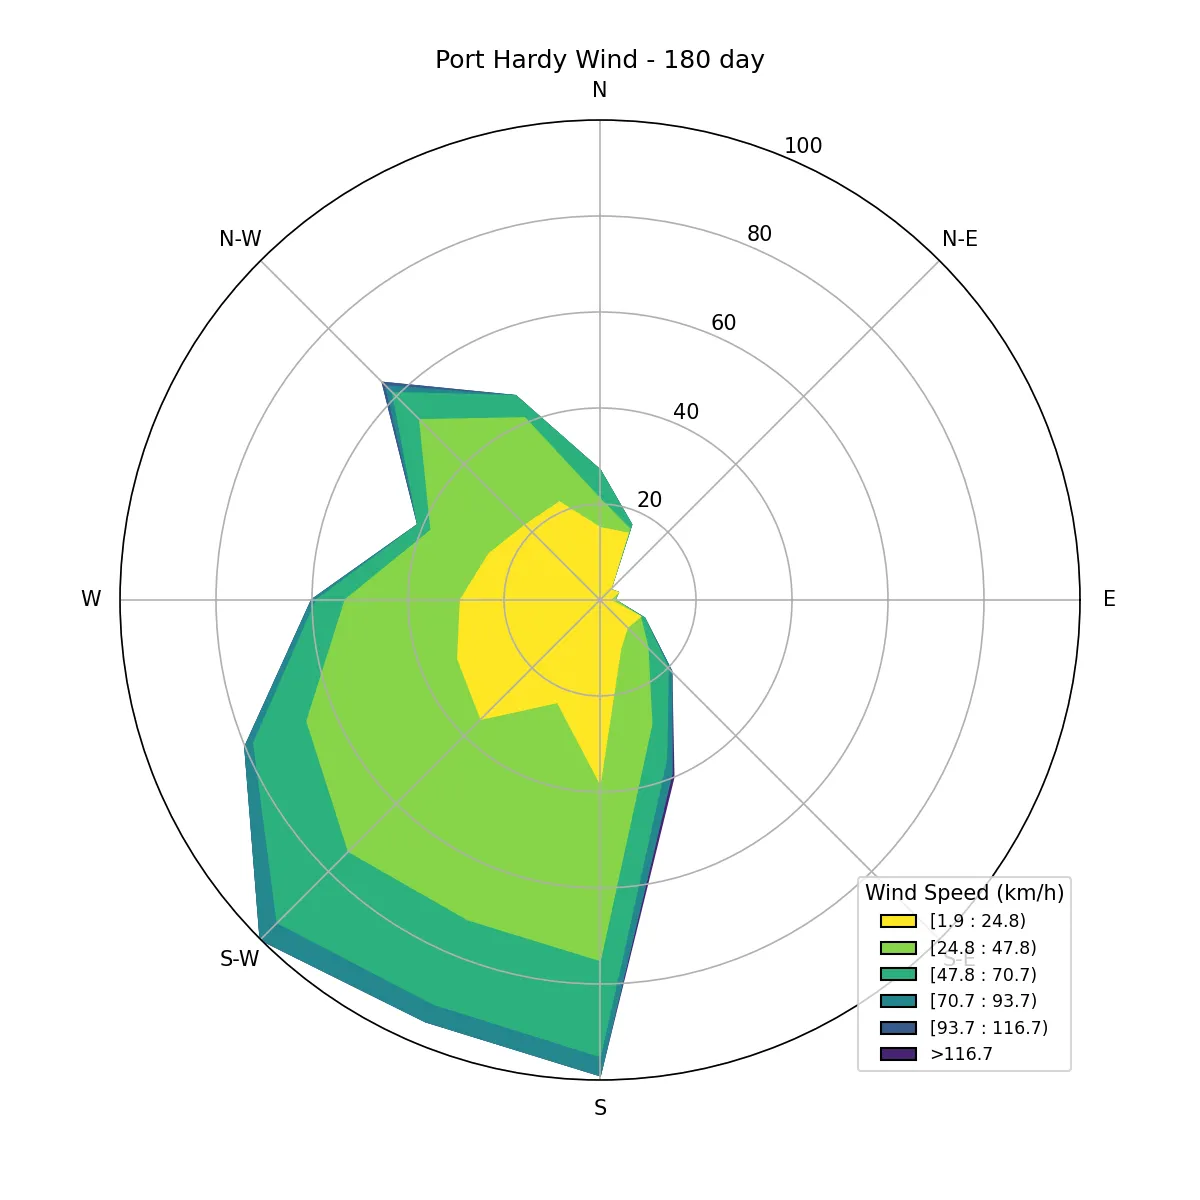 Port Hardy Wind - 180 day
N
100
N-W
80
N-E
60
40
20
W
E
S-W
S-E
S
Wind Speed (km/h)
[1.9 : 24.8)
[24.8 : 47.8)
[47.8 : 70.7)
[70.7 : 93.7)
[93.7 : 116.7)
>116.7